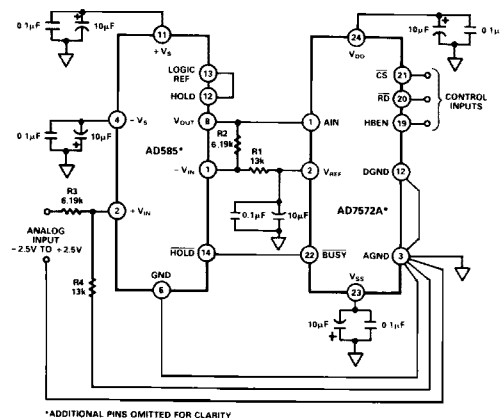 0.1µF
10µF
+
11
+VS
LOGIC REF
13
HOLD
12
4
−VS
0.1µF
10µF
+
VOUT
8
AD585*
R2
6.19k
R1
13k
−VIN
1
R3
6.19k
2
+VIN
ANALOG
INPUT
−2.5V TO +2.5V
R4
13k
HOLD
14
GND
6
24
VDD
+
10µF
0.1µ
CS
21
RD
20
HBEN
19
CONTROL
INPUTS
1
AIN
2
VREF
DGND
12
0.1µF
10µF
AD7572A*
22
BUSY
AGND
3
VSS
23
10µF
+
0.1µF
*ADDITIONAL PINS OMITTED FOR CLARITY